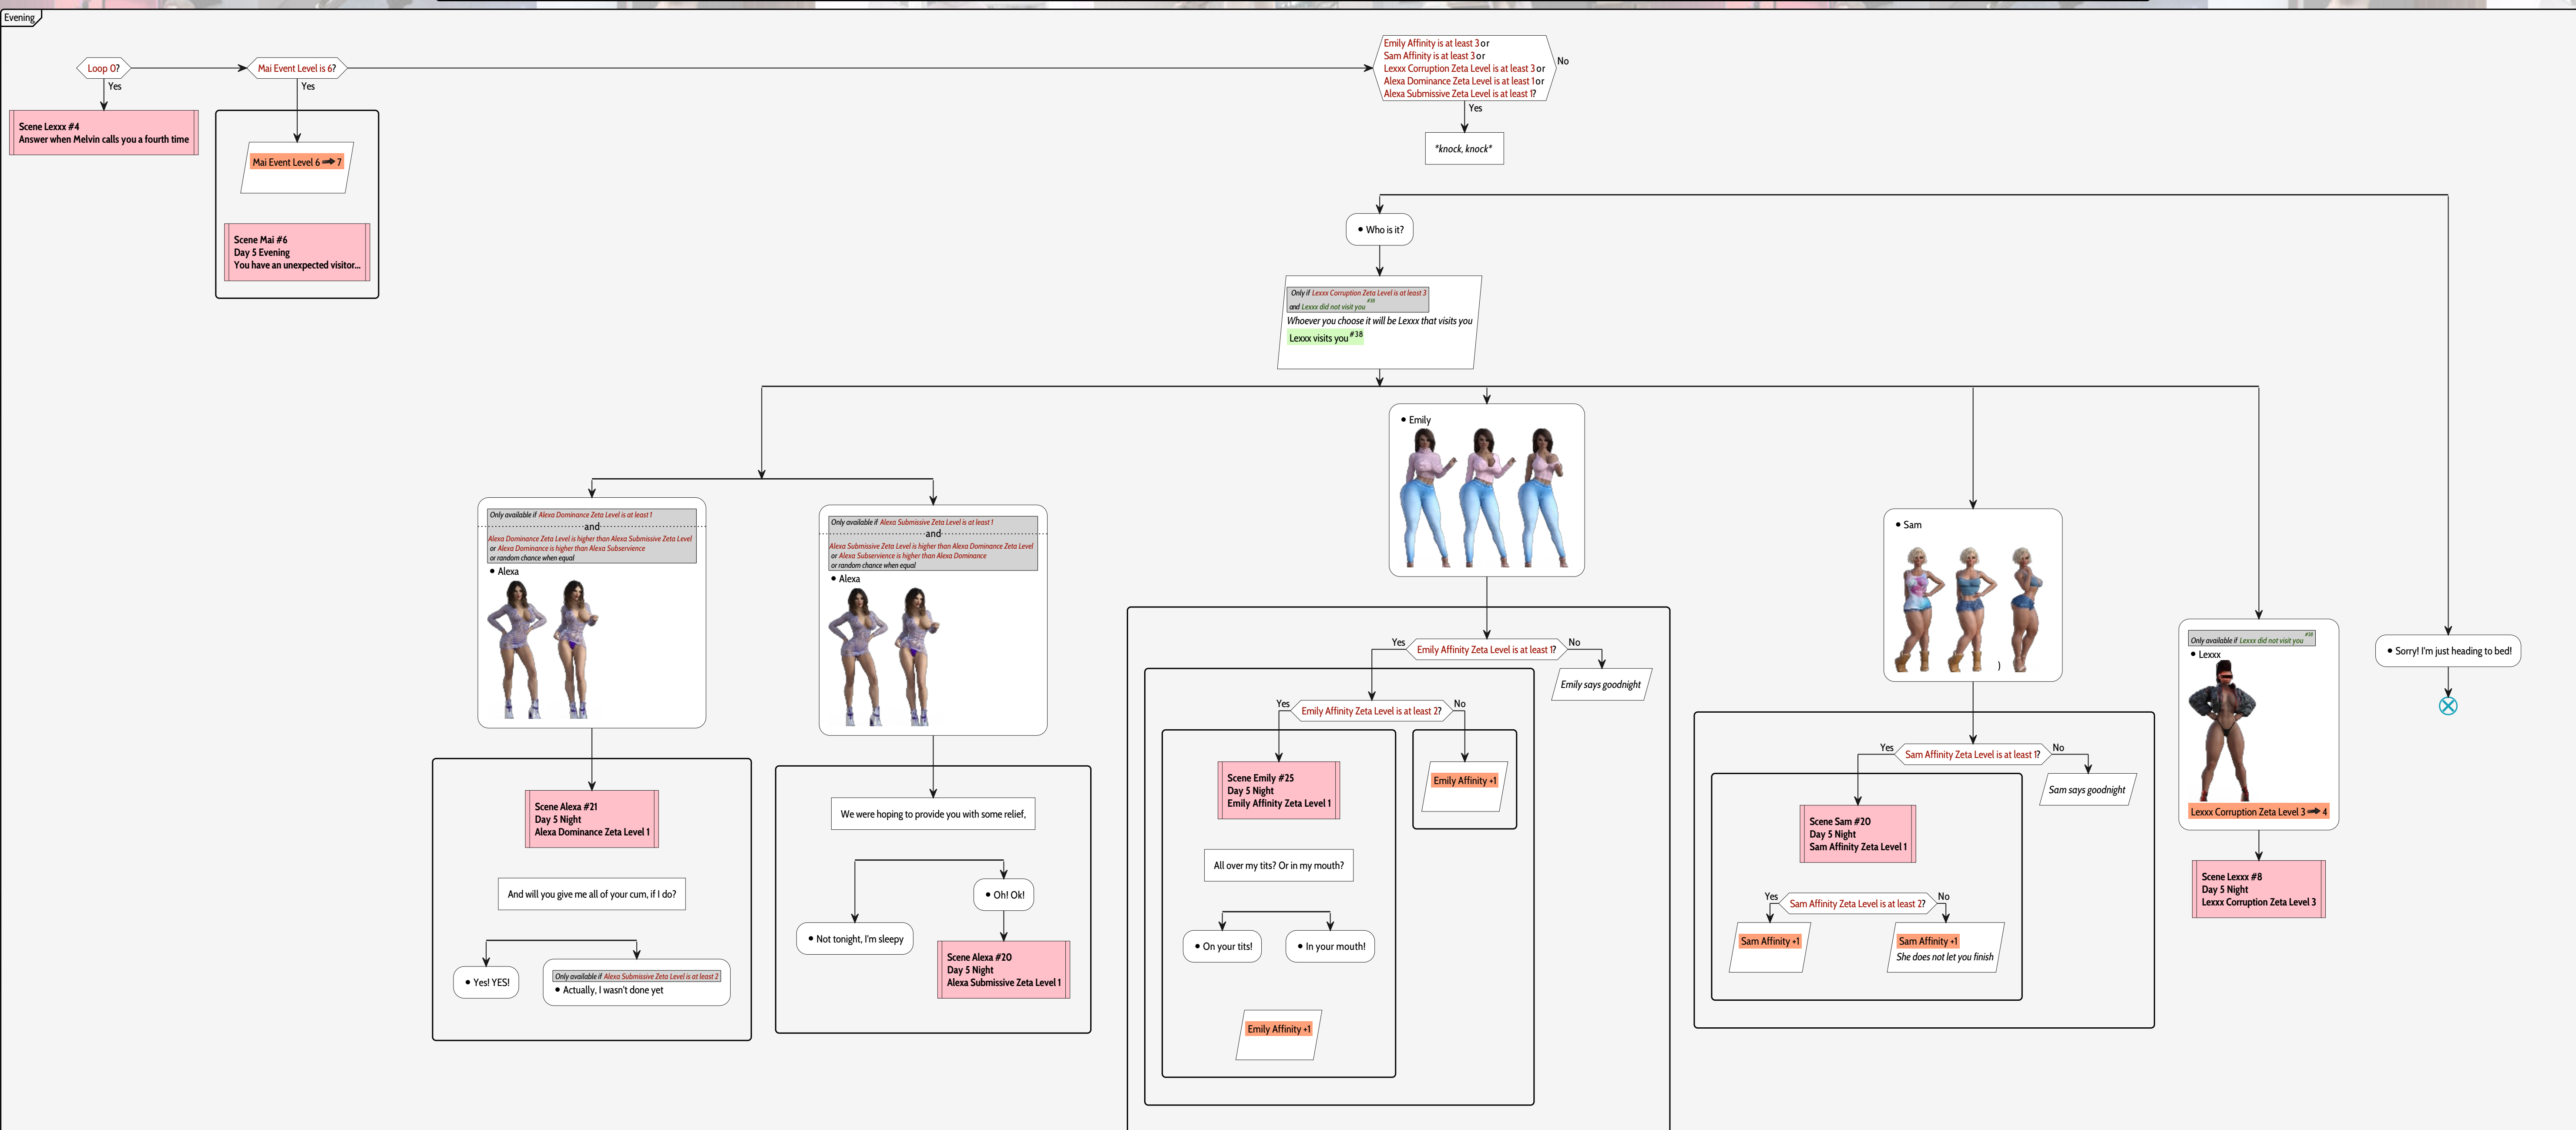 Evening
Loop 0?
Yes
Scene Lexxx #4
Answer when Melvin calls you a fourth time
Mai Event Level is 6?
Yes
Mai Event Level 6 ➡ 7
Scene Mai #6
Day 5 Evening
You have an unexpected visitor...
Emily Affinity is at least 3 or
Sam Affinity is at least 3 or
Lexxx Corruption Zeta Level is at least 3 or
Alexa Dominance Zeta Level is at least 1 or
Alexa Submissive Zeta Level is at least 1?
No
Yes
*knock, knock*
• Who is it?
Only if Lexxx Corruption Zeta Level is at least 3
and Lexxx did not visit you #38
Whoever you choose it will be Lexxx that visits you
Lexxx visits you #38
Only available if Alexa Dominance Zeta Level is at least 1
and
Alexa Dominance Zeta Level is higher than Alexa Submissive Zeta Level
or Alexa Dominance is higher than Alexa Subservience
or random chance when equal
• Alexa
Scene Alexa #21
Day 5 Night
Alexa Dominance Zeta Level 1
And will you give me all of your cum, if I do?
• Yes! YES!
Only available if Alexa Submissive Zeta Level is at least 2
• Actually, I wasn't done yet
Only available if Alexa Submissive Zeta Level is at least 1
and
Alexa Submissive Zeta Level is higher than Alexa Dominance Zeta Level
or Alexa Subservience is higher than Alexa Dominance
or random chance when equal
• Alexa
We were hoping to provide you with some relief,
• Not tonight, I'm sleepy
• Oh! Ok!
Scene Alexa #20
Day 5 Night
Alexa Submissive Zeta Level 1
• Emily
Yes
Emily Affinity Zeta Level is at least 1?
No
Emily says goodnight
Yes
Emily Affinity Zeta Level is at least 2?
No
Scene Emily #25
Day 5 Night
Emily Affinity Zeta Level 1
All over my tits? Or in my mouth?
• On your tits!
• In your mouth!
Emily Affinity +1
Emily Affinity +1
• Sam
)
Yes
Sam Affinity Zeta Level is at least 1?
No
Sam says goodnight
Scene Sam #20
Day 5 Night
Sam Affinity Zeta Level 1
Yes
Sam Affinity Zeta Level is at least 2?
No
Sam Affinity +1
Sam Affinity +1
She does not let you finish
Only available if Lexxx did not visit you #38
• Lexxx
Lexxx Corruption Zeta Level 3 ➡ 4
Scene Lexxx #8
Day 5 Night
Lexxx Corruption Zeta Level 3
• Sorry! I'm just heading to bed!